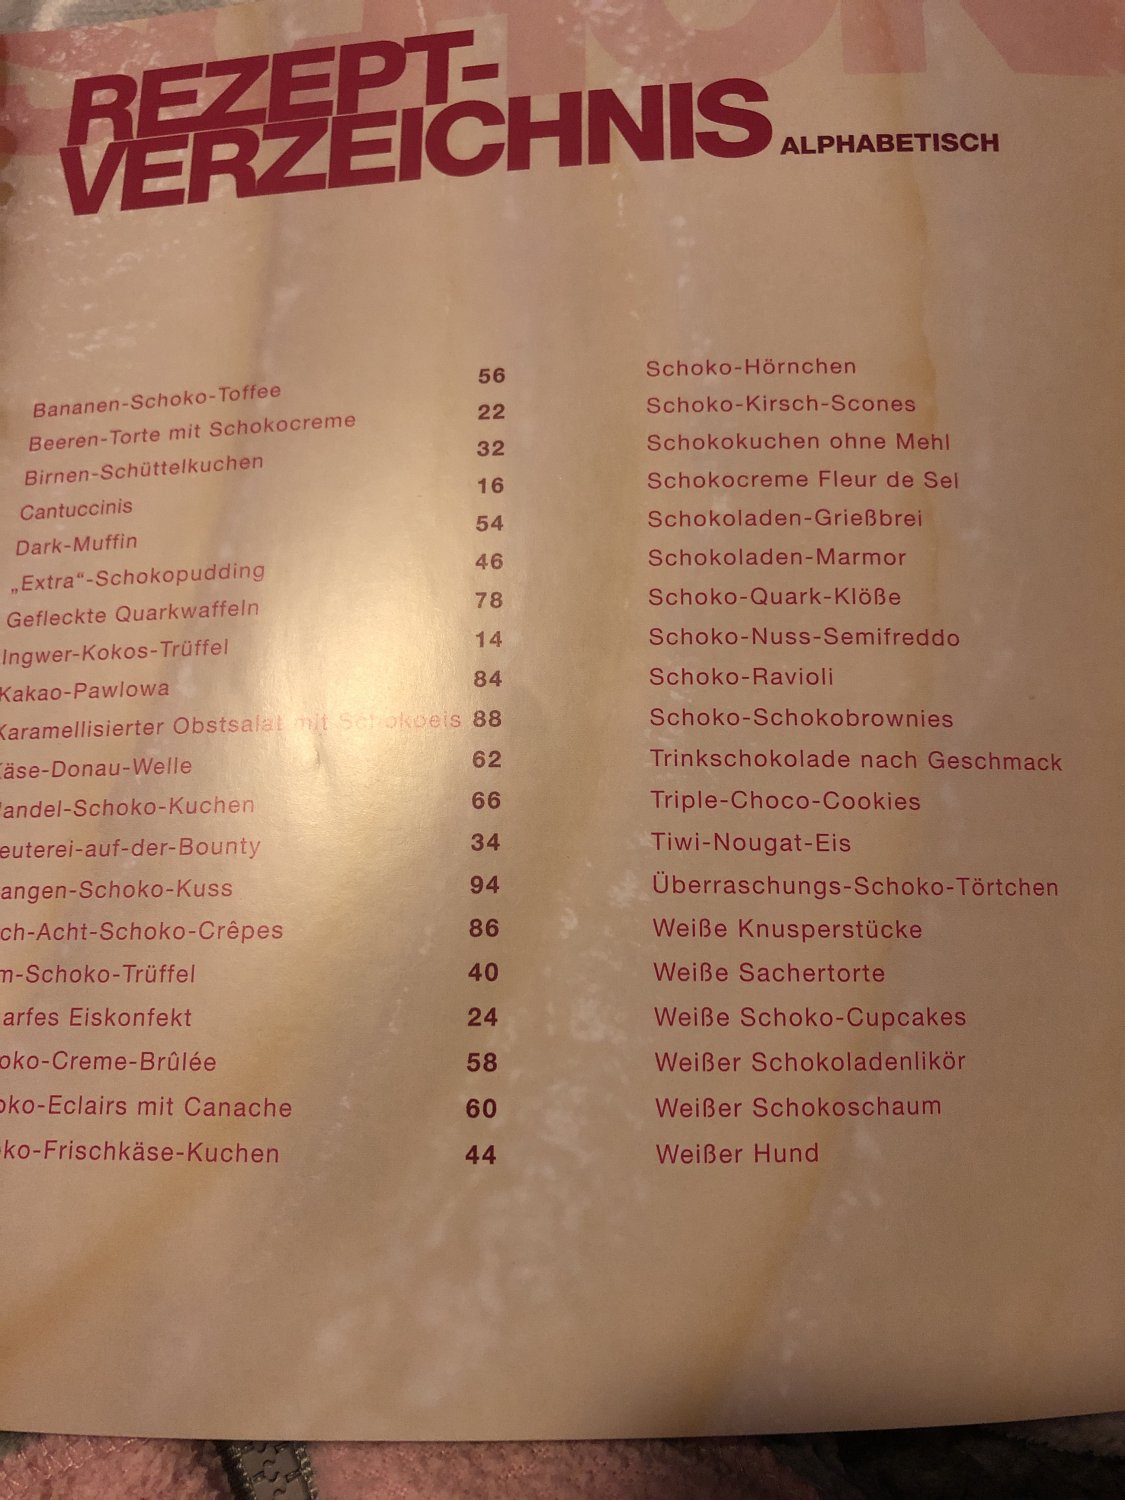 REZEPT-
VERZEICHNIS ALPHABETISCH
Bananen-Schoko-Toffee 56
Beeren-Torte mit Schokocreme 22
Birnen-Schüttelkuchen 32
Cantuccinis 16
Dark-Muffin 54
„Extra“-Schokopudding 46
Gefleckte Quarkwaffeln 78
Ingwer-Kokos-Trüffel 14
Kakao-Pawlowa 84
Karamellisierter Obstsalat mit Schokoeis 88
Käse-Donau-Welle 62
andel-Schoko-Kuchen 66
euterei-auf-der-Bounty 34
angen-Schoko-Kuss 94
ch-Acht-Schoko-Crêpes 86
m-Schoko-Trüffel 40
arfes Eiskonfekt 24
oko-Creme-Brûlée 58
oko-Eclairs mit Canache 60
ko-Frischkäse-Kuchen 44
Schoko-Hörnchen
Schoko-Kirsch-Scones
Schokokuchen ohne Mehl
Schokocreme Fleur de Sel
Schokoladen-Grießbrei
Schokoladen-Marmor
Schoko-Quark-Klöße
Schoko-Nuss-Semifreddo
Schoko-Ravioli
Schoko-Schokobrownies
Trinkschokolade nach Geschmack
Triple-Choco-Cookies
Tiwi-Nougat-Eis
Überraschungs-Schoko-Törtchen
Weiße Knusperstücke
Weiße Sachertorte
Weiße Schoko-Cupcakes
Weißer Schokoladenlikör
Weißer Schokoschaum
Weißer Hund